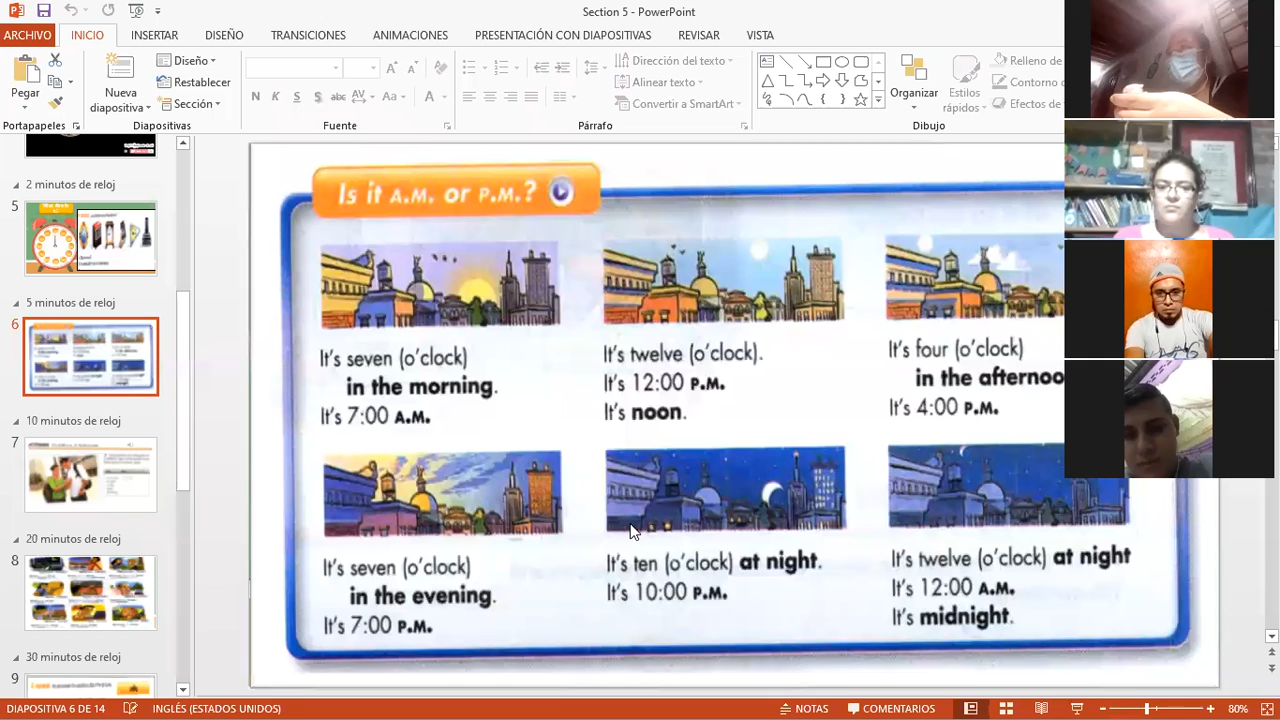 Section 5 - PowerPoint
ARCHIVO INICIO INSERTAR DISEÑO TRANSICIONES ANIMACIONES PRESENTACIÓN CON DIAPOSITIVAS REVISAR VISTA
Pegar
Nueva diapositiva
Diseño
Restablecer
Sección
N K S S abc AV Aa A
Dirección del texto
Alinear texto
Convertir a SmartArt
Organizar
Estilos rápidos
Relleno de
Contorno
Efectos de
Portapapeles Diapositivas Fuente Párrafo Dibujo
2 minutos de reloj
5
5 minutos de reloj
6
10 minutos de reloj
7
20 minutos de reloj
8
30 minutos de reloj
9
Is it A.M. or P.M.?
It's seven (o'clock)
in the morning.
It's 7:00 A.M.
It's twelve (o'clock).
It's 12:00 P.M.
It's noon.
It's four (o'clock)
in the afternoo
It's 4:00 P.M.
It's seven (o'clock)
in the evening.
It's 7:00 P.M.
It's ten (o'clock) at night.
It's 10:00 P.M.
It's twelve (o'clock) at night
It's 12:00 A.M.
It's midnight.
DIAPOSITIVA 6 DE 14 INGLÉS (ESTADOS UNIDOS) NOTAS COMENTARIOS 80%